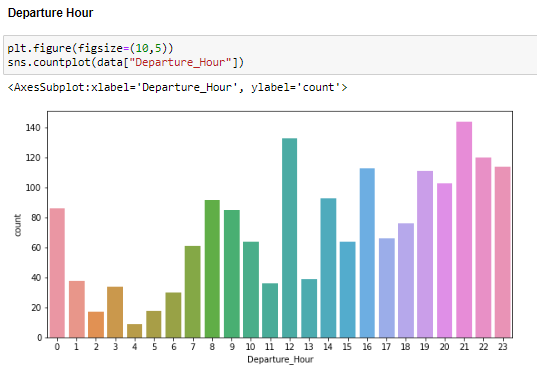 Departure Hour
plt.figure(figsize=(10,5))
sns.countplot(data["Departure_Hour"])
<AxesSubplot:xlabel='Departure_Hour', ylabel='count'>
140
120
100
80
60
40
20
0
count
0 1 2 3 4 5 6 7 8 9 10 11 12 13 14 15 16 17 18 19 20 21 22 23
Departure_Hour